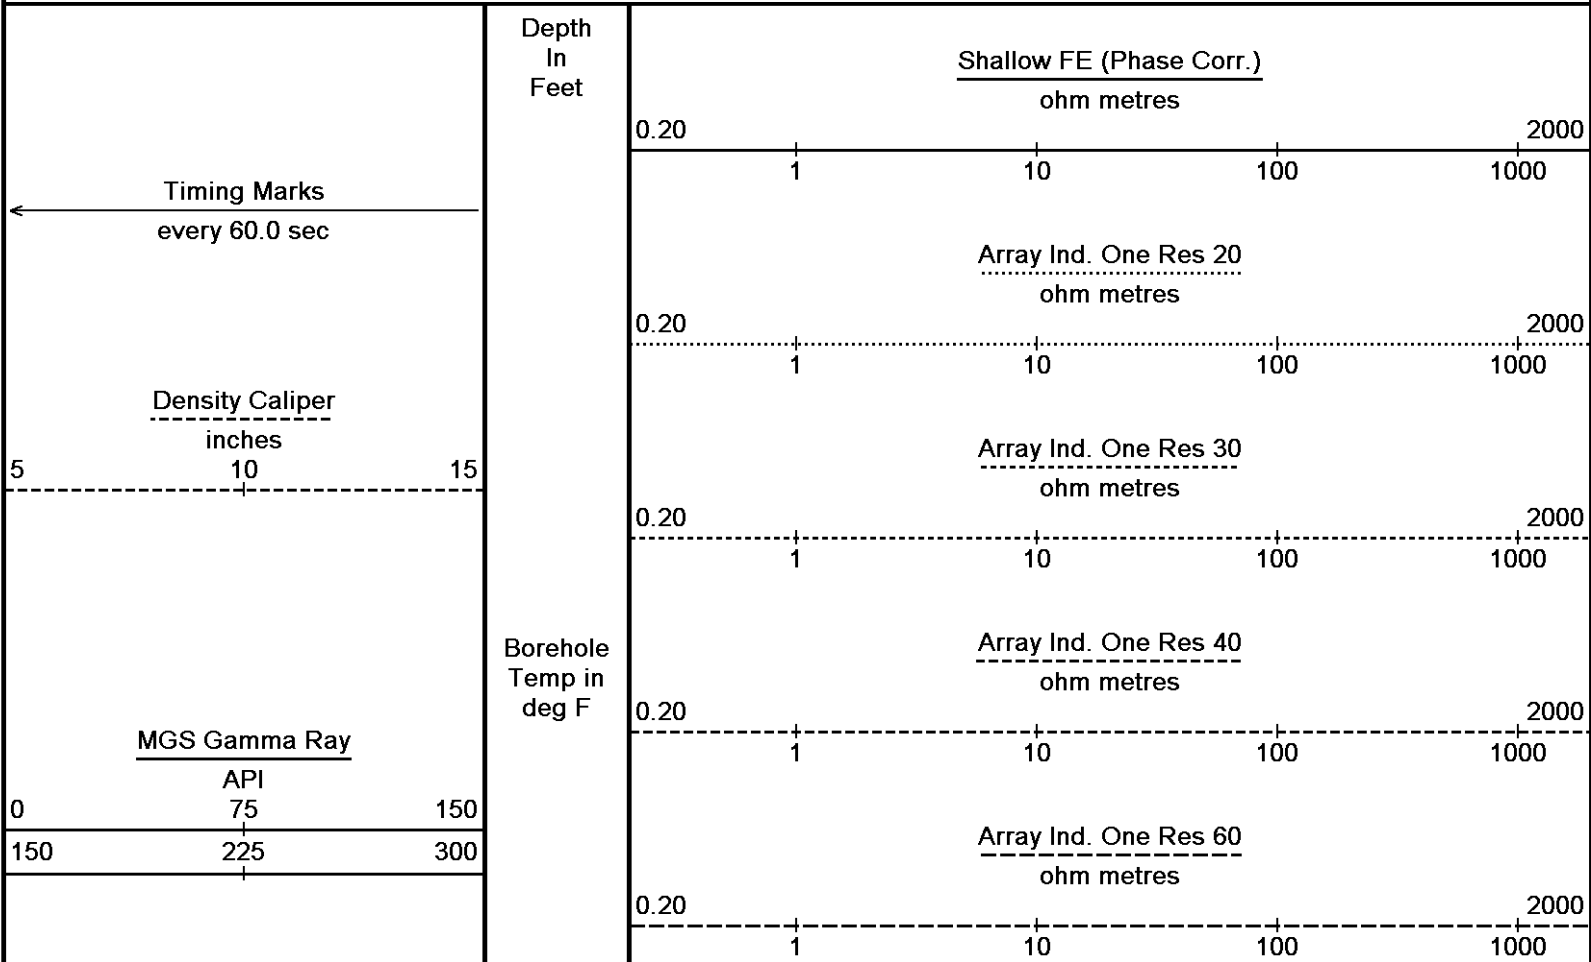 Timing Marks
every 60.0 sec
Density Caliper
inches
5 10 15
MGS Gamma Ray
API
0 75 150
150 225 300
Depth
In
Feet
Borehole
Temp in
deg F
Shallow FE (Phase Corr.)
ohm metres
0.20 2000
1 10 100 1000
Array Ind. One Res 20
ohm metres
0.20 2000
1 10 100 1000
Array Ind. One Res 30
ohm metres
0.20 2000
1 10 100 1000
Array Ind. One Res 40
ohm metres
0.20 2000
1 10 100 1000
Array Ind. One Res 60
ohm metres
0.20 2000
1 10 100 1000